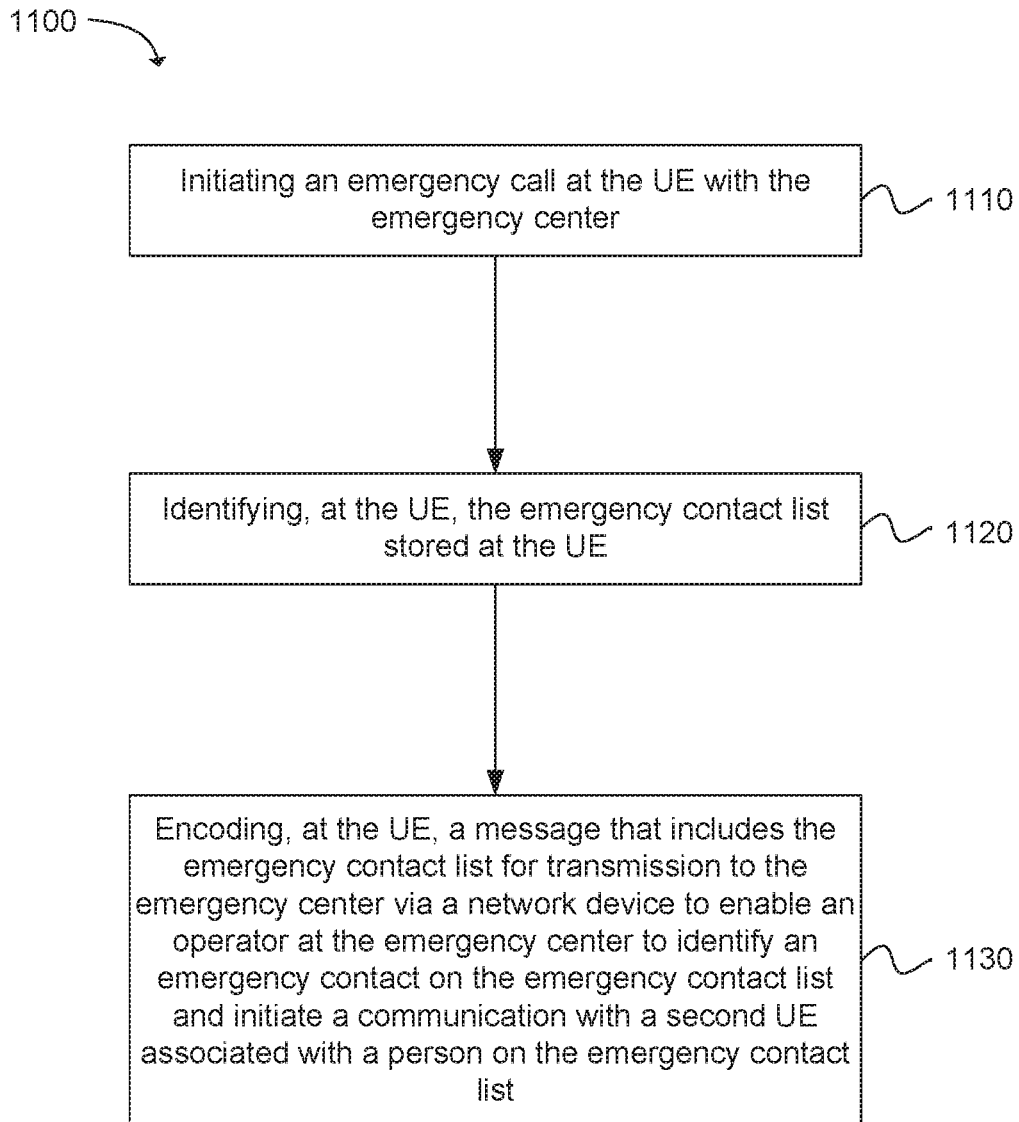 1100
Initiating an emergency call at the UE with the
emergency center
1110
Identifying, at the UE, the emergency contact list
stored at the UE
1120
Encoding, at the UE, a message that includes the
emergency contact list for transmission to the
emergency center via a network device to enable an
operator at the emergency center to identify an
emergency contact on the emergency contact list
and initiate a communication with a second UE
associated with a person on the emergency contact
list
1130